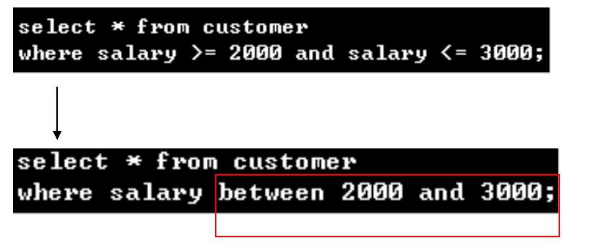 select * from customer
where salary >= 2000 and salary <= 3000;
select * from customer
where salary between 2000 and 3000;